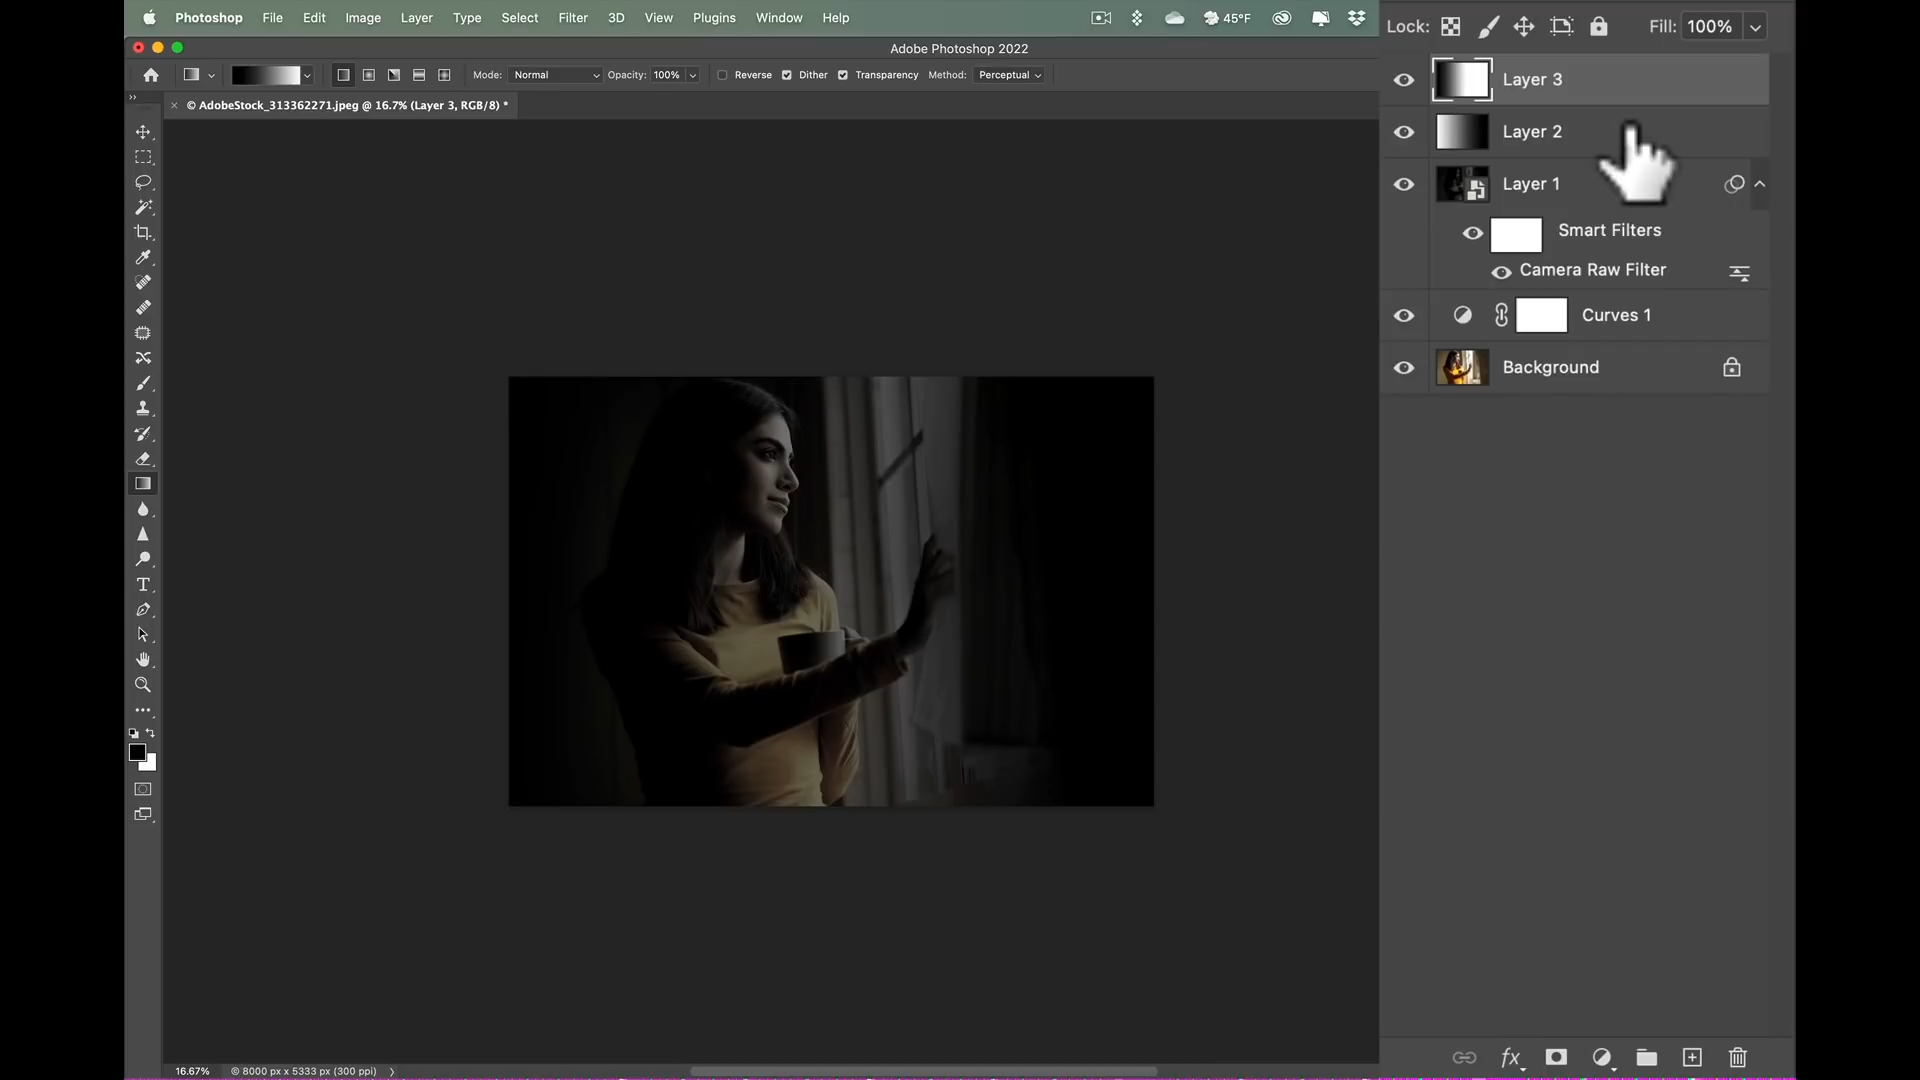 Photoshop File Edit Image Layer Type Select Filter 3D View Plugins Window Help 45°F
Adobe Photoshop 2022
Mode: Normal Opacity: 100% Reverse Dither Transparency Method: Perceptual
© AdobeStock_313362271.jpeg @ 16.7% (Layer 3, RGB/8) *
Lock: Fill: 100%
Layer 3
Layer 2
Layer 1
Smart Filters
Camera Raw Filter
Curves 1
Background
fx
16.67% © 8000 px x 5333 px (300 ppi)